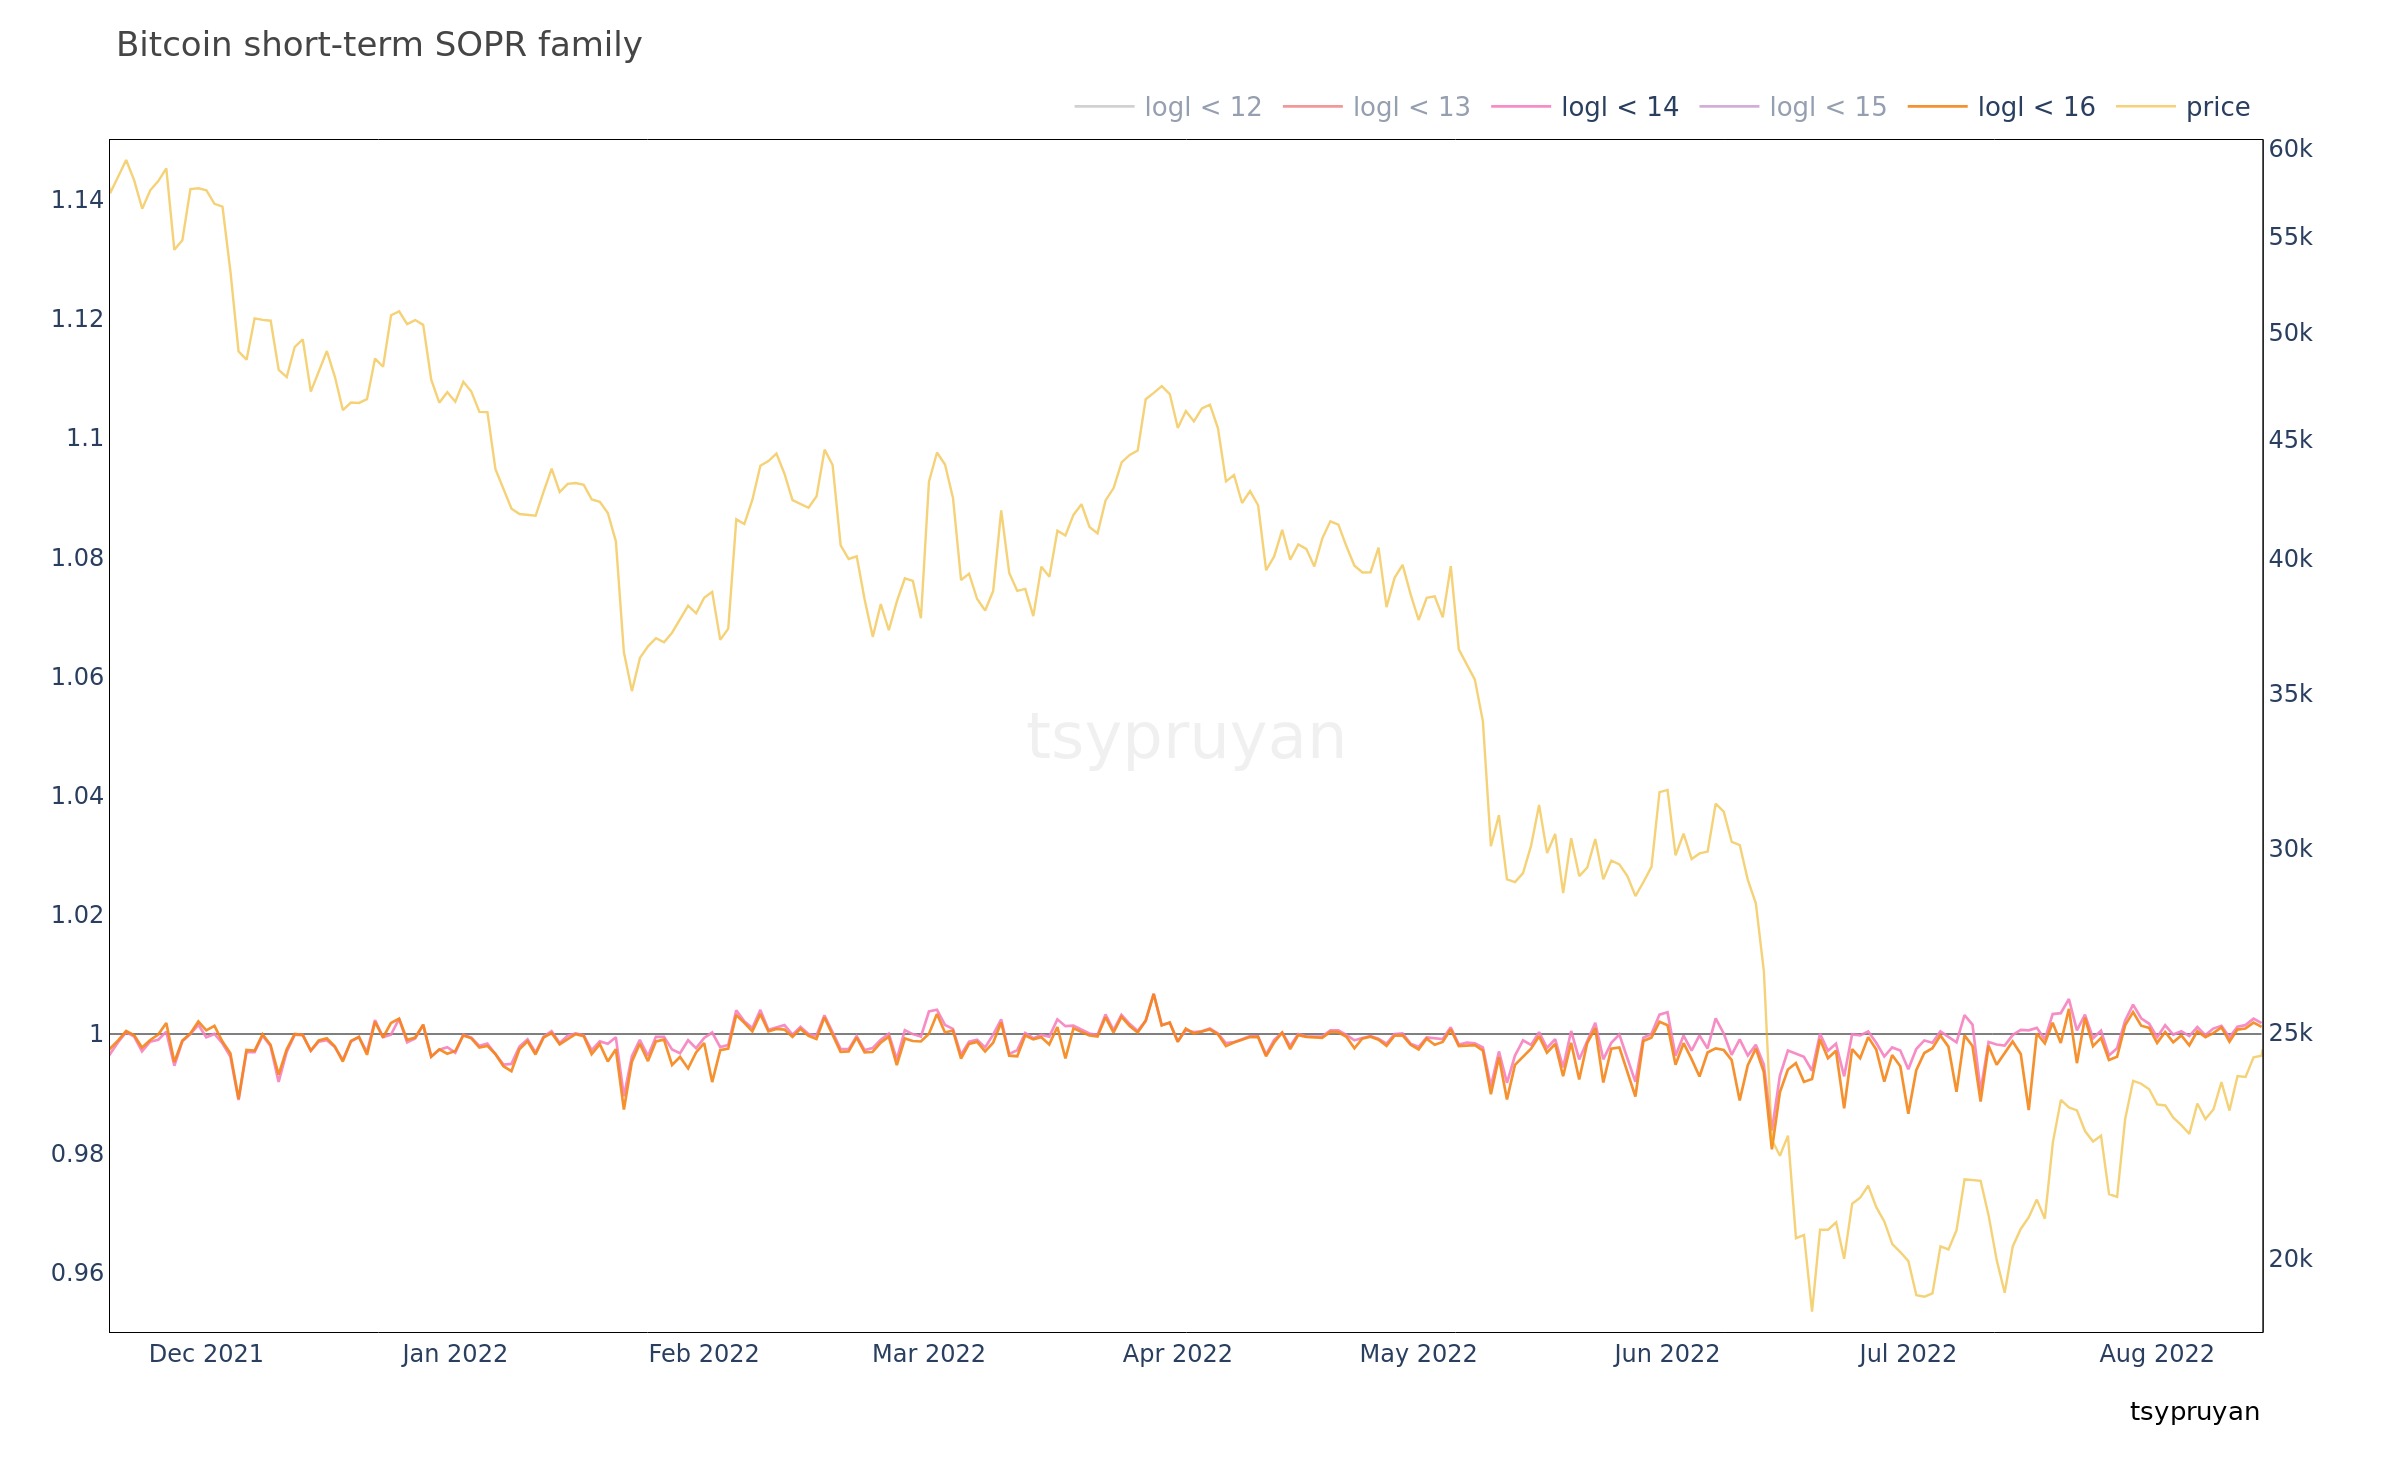 Bitcoin short-term SOPR family
logl < 12 logl < 13 logl < 14 logl < 15 logl < 16 price
1.14
1.12
1.1
1.08
1.06
1.04
1.02
1
0.98
0.96
60k
55k
50k
45k
40k
35k
30k
25k
20k
tsypruyan
Dec 2021 Jan 2022 Feb 2022 Mar 2022 Apr 2022 May 2022 Jun 2022 Jul 2022 Aug 2022
tsypruyan